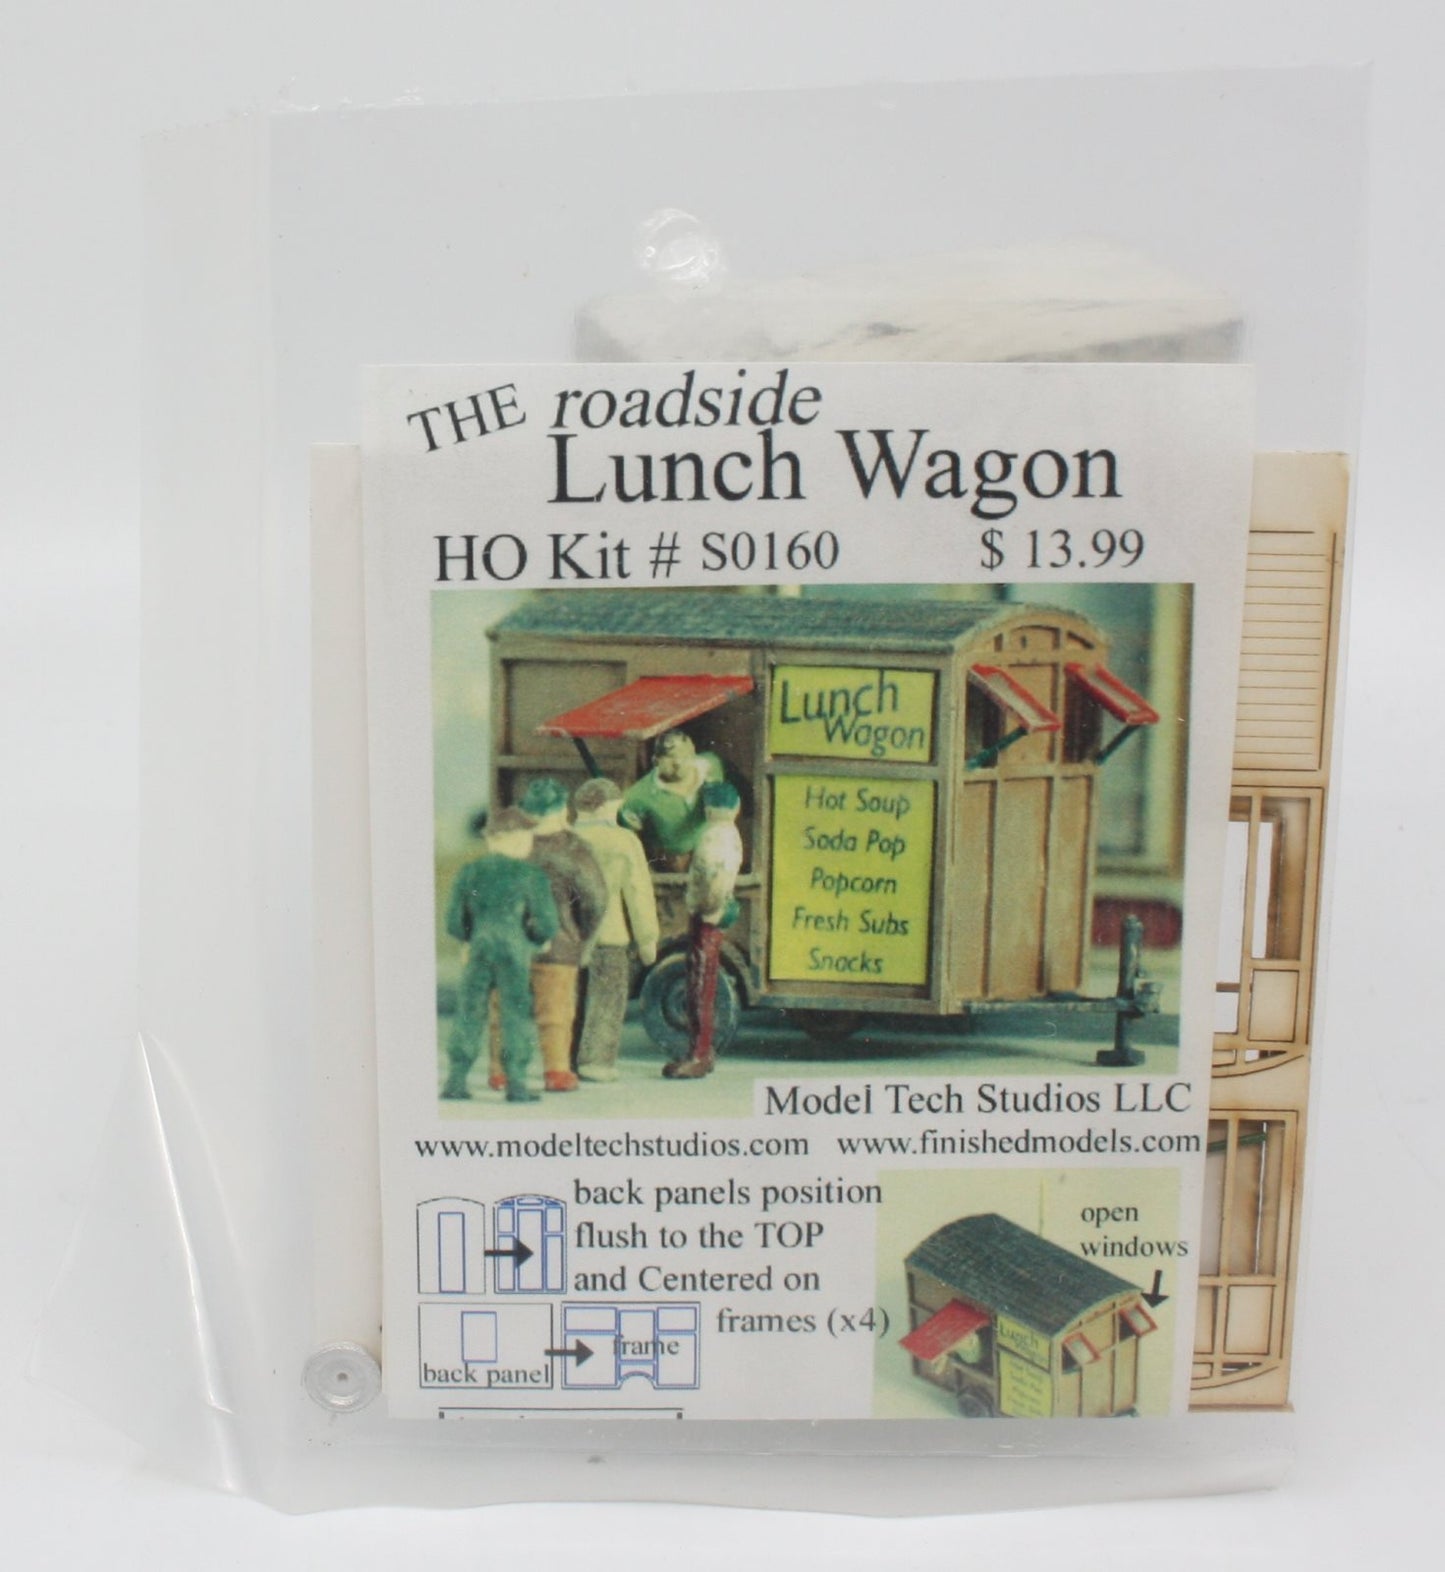 THE roadside
Lunch Wagon
HO Kit # S0160 $ 13.99
Lunch
Wagon
Hot Soup
Soda Pop
Popcorn
Fresh Subs
Snacks
Model Tech Studios LLC
www.modeltechstudios.com www.finishedmodels.com
back panels position
flush to the TOP
and Centered on
frames (x4)
frame
back panel
open
windows
Lunch